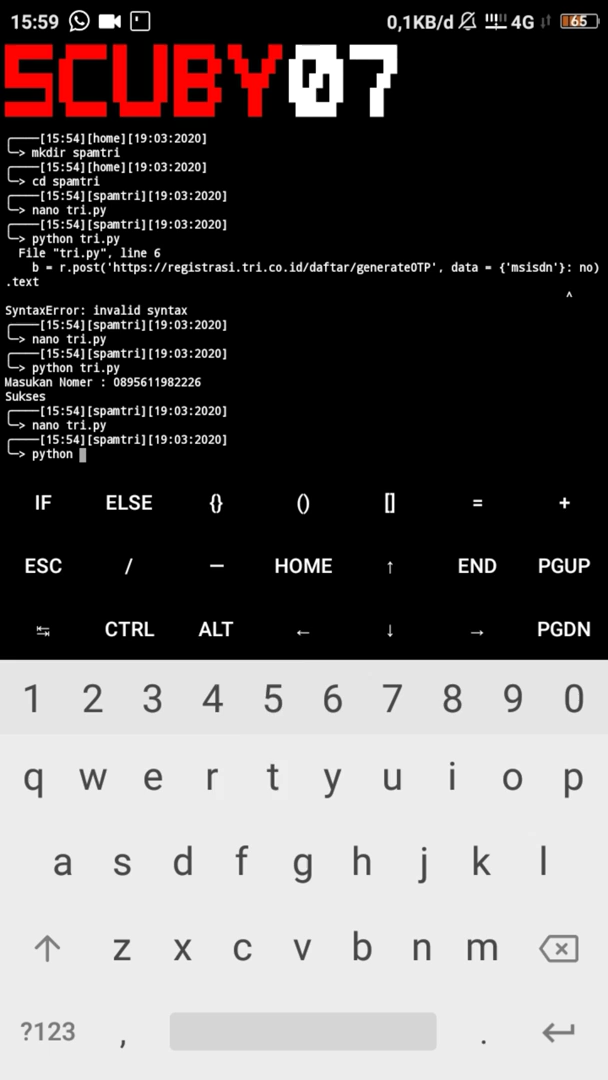 15:59 0,1KB/d 4G 65
SCUBY07
[15:54][home][19:03:2020]
mkdir spamtri
[15:54][home][19:03:2020]
cd spamtri
[15:54][spamtri][19:03:2020]
nano tri.py
[15:54][spamtri][19:03:2020]
python tri.py
File "tri.py", line 6
b = r.post('https://registrasi.tri.co.id/daftar/generateOTP', data = {'msisdn'}: no)
.text
^
SyntaxError: invalid syntax
[15:54][spamtri][19:03:2020]
nano tri.py
[15:54][spamtri][19:03:2020]
python tri.py
Masukan Nomer : 0895611982226
Sukses
[15:54][spamtri][19:03:2020]
nano tri.py
[15:54][spamtri][19:03:2020]
python
IF ELSE {} () [] = +
ESC / — HOME ↑ END PGUP
↹ CTRL ALT ← ↓ → PGDN
1 2 3 4 5 6 7 8 9 0
q w e r t y u i o p
a s d f g h j k l
z x c v b n m
?123 , .